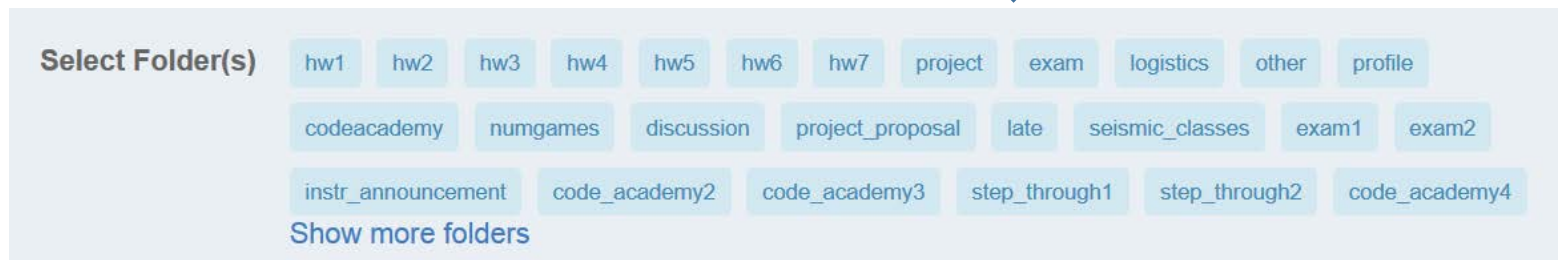 Select Folder(s) hw1 hw2 hw3 hw4 hw5 hw6 hw7 project exam logistics other profile
codeacademy numgames discussion project_proposal late seismic_classes exam1 exam2
instr_announcement code_academy2 code_academy3 step_through1 step_through2 code_academy4
Show more folders